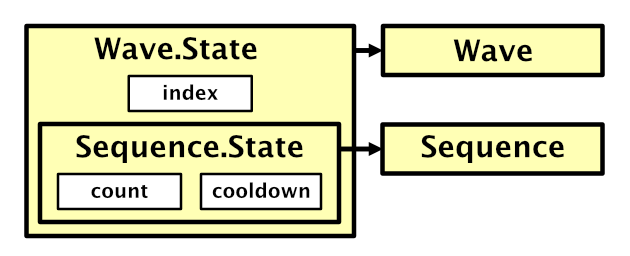 Wave.State
Wave
index
Sequence.State
Sequence
count
cooldown